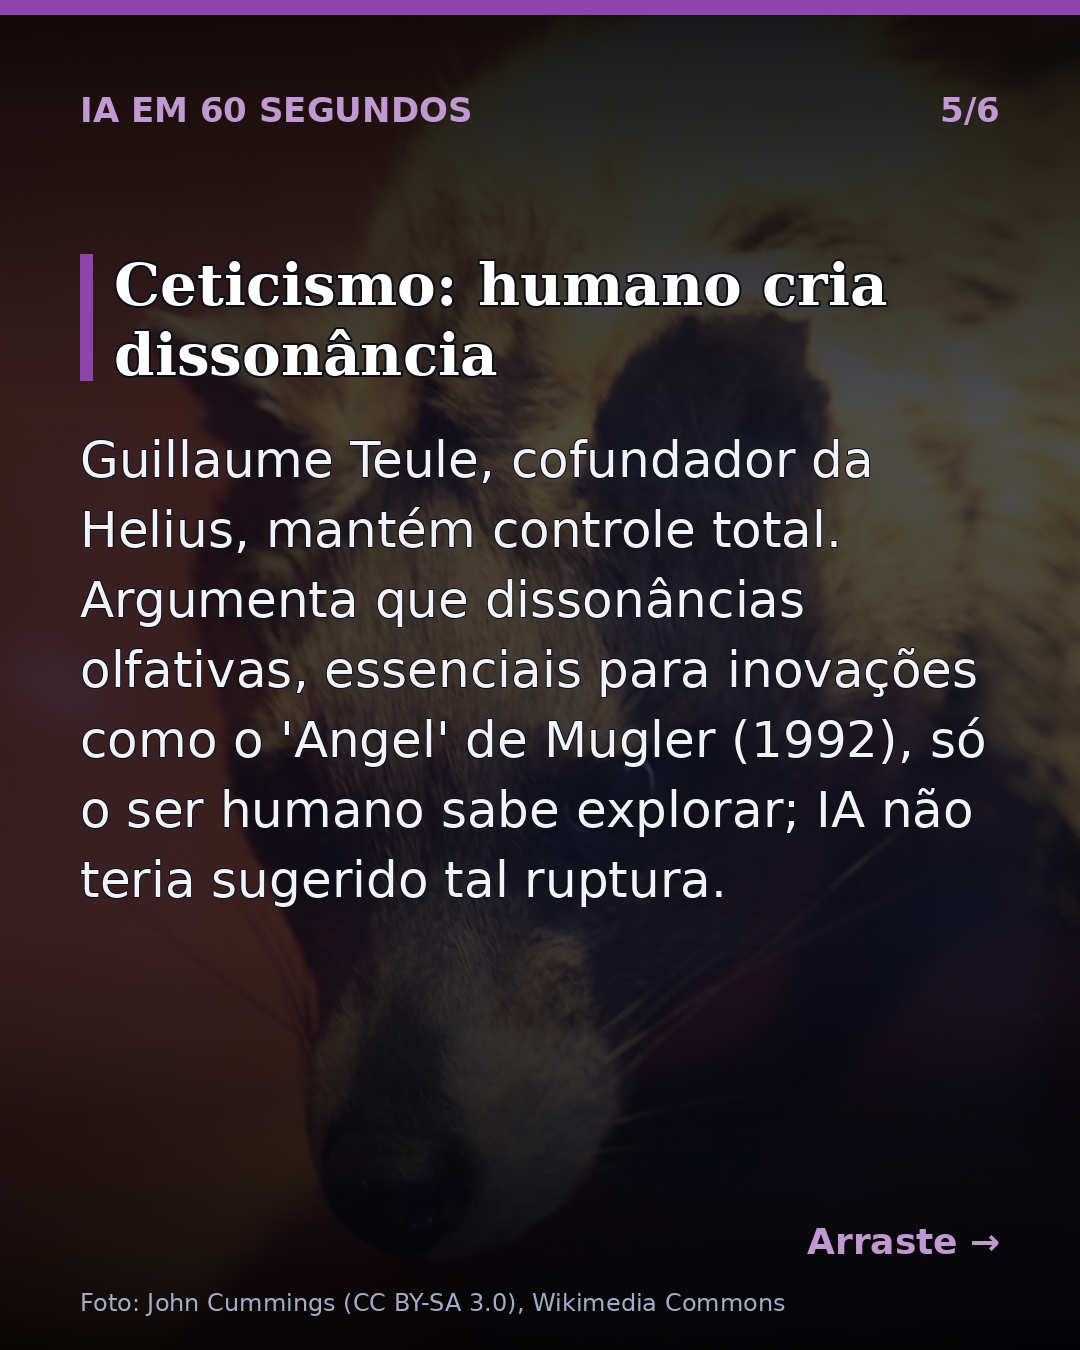 IA EM 60 SEGUNDOS
5/6
Ceticismo: humano cria
dissonância
Guillaume Teule, cofundador da
Helius, mantém controle total.
Argumenta que dissonâncias
olfativas, essenciais para inovações
como o 'Angel' de Mugler (1992), só
o ser humano sabe explorar; IA não
teria sugerido tal ruptura.
Arraste →
Foto: John Cummings (CC BY-SA 3.0), Wikimedia Commons